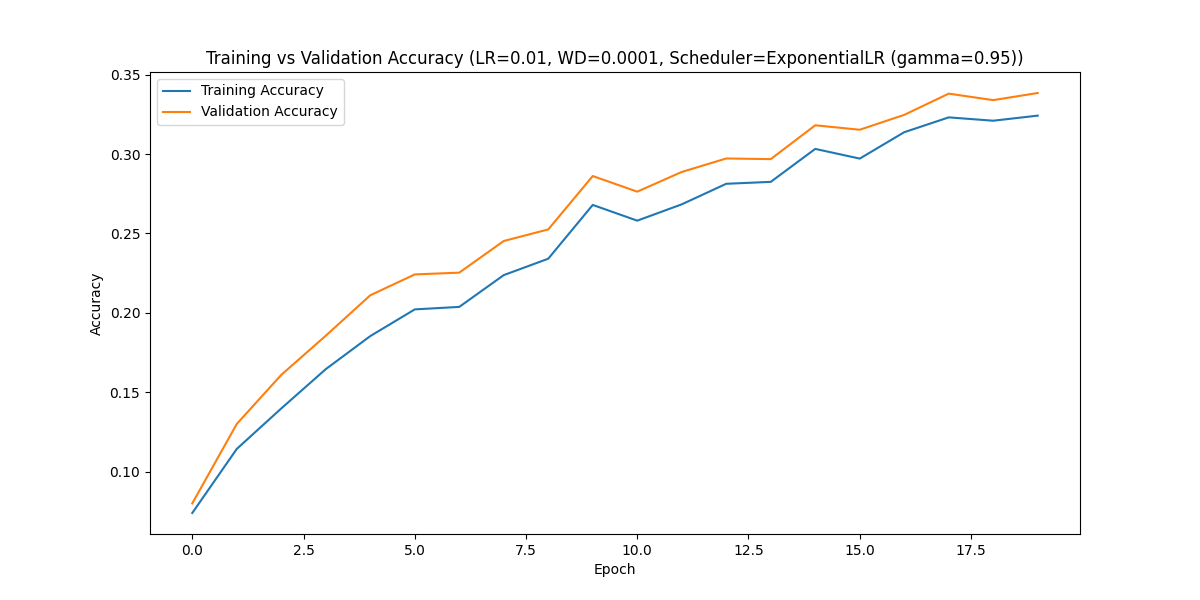 Training vs Validation Accuracy (LR=0.01, WD=0.0001, Scheduler=ExponentialLR (gamma=0.95))
Training Accuracy
Validation Accuracy
Accuracy
0.35
0.30
0.25
0.20
0.15
0.10
0.0 2.5 5.0 7.5 10.0 12.5 15.0 17.5
Epoch